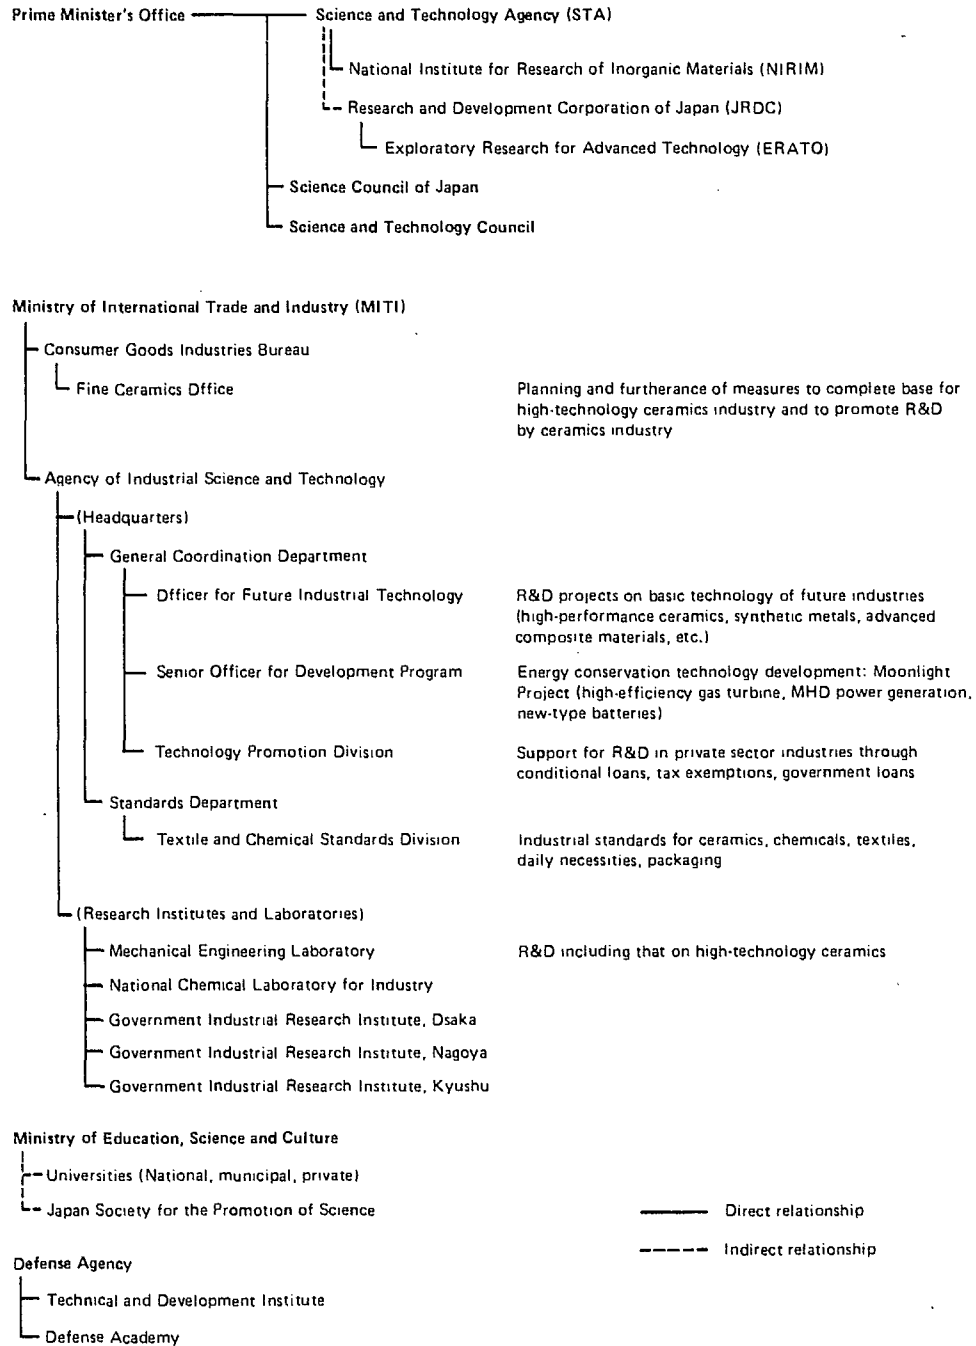 Prime Minister's Office
Science and Technology Agency (STA)
National Institute for Research of Inorganic Materials (NIRIM)
Research and Development Corporation of Japan (JRDC)
Exploratory Research for Advanced Technology (ERATO)
Science Council of Japan
Science and Technology Council
Ministry of International Trade and Industry (MITI)
Consumer Goods Industries Bureau
Fine Ceramics Office
Planning and furtherance of measures to complete base for
high-technology ceramics industry and to promote R&D
by ceramics industry
Agency of Industrial Science and Technology
(Headquarters)
General Coordination Department
Officer for Future Industrial Technology
R&D projects on basic technology of future industries
(high-performance ceramics, synthetic metals, advanced
composite materials, etc.)
Senior Officer for Development Program
Energy conservation technology development: Moonlight
Project (high-efficiency gas turbine, MHD power generation,
new-type batteries)
Technology Promotion Division
Support for R&D in private sector industries through
conditional loans, tax exemptions, government loans
Standards Department
Textile and Chemical Standards Division
Industrial standards for ceramics, chemicals, textiles,
daily necessities, packaging
(Research Institutes and Laboratories)
Mechanical Engineering Laboratory
R&D including that on high-technology ceramics
National Chemical Laboratory for Industry
Government Industrial Research Institute, Osaka
Government Industrial Research Institute, Nagoya
Government Industrial Research Institute, Kyushu
Ministry of Education, Science and Culture
Universities (National, municipal, private)
Japan Society for the Promotion of Science
Direct relationship
Indirect relationship
Defense Agency
Technical and Development Institute
Defense Academy